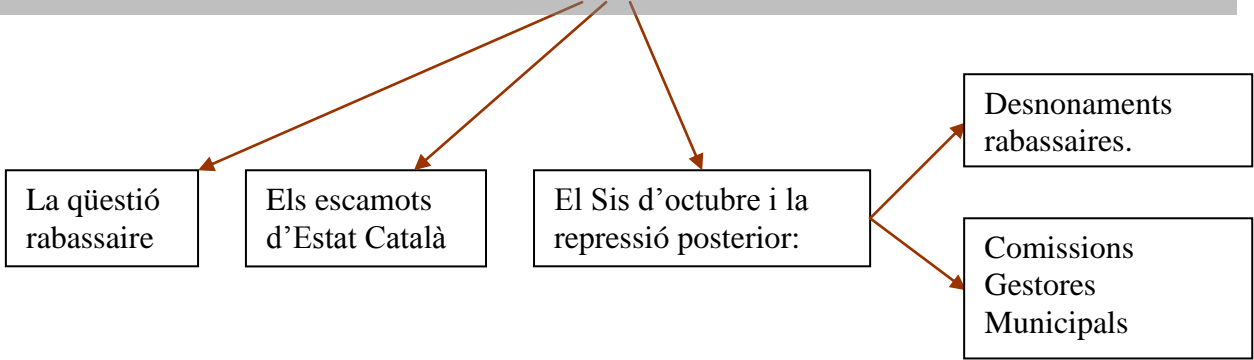 La qüestió
rabassaire
Els escamots
d’Estat Català
El Sis d’octubre i la
repressió posterior:
Desnonaments
rabassaires.
Comissions
Gestores
Municipals